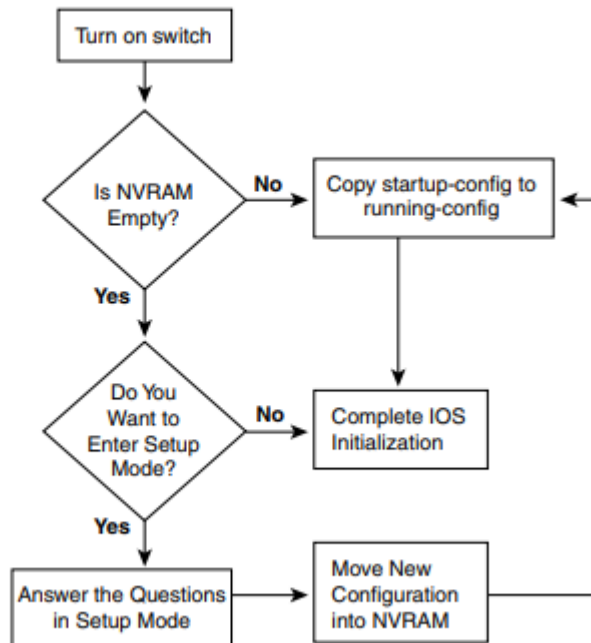 Turn on switch
Is NVRAM
Empty?
No
Copy startup-config to
running-config
Yes
Do You
Want to
Enter Setup
Mode?
No
Complete IOS
Initialization
Yes
Answer the Questions
in Setup Mode
Move New
Configuration
into NVRAM